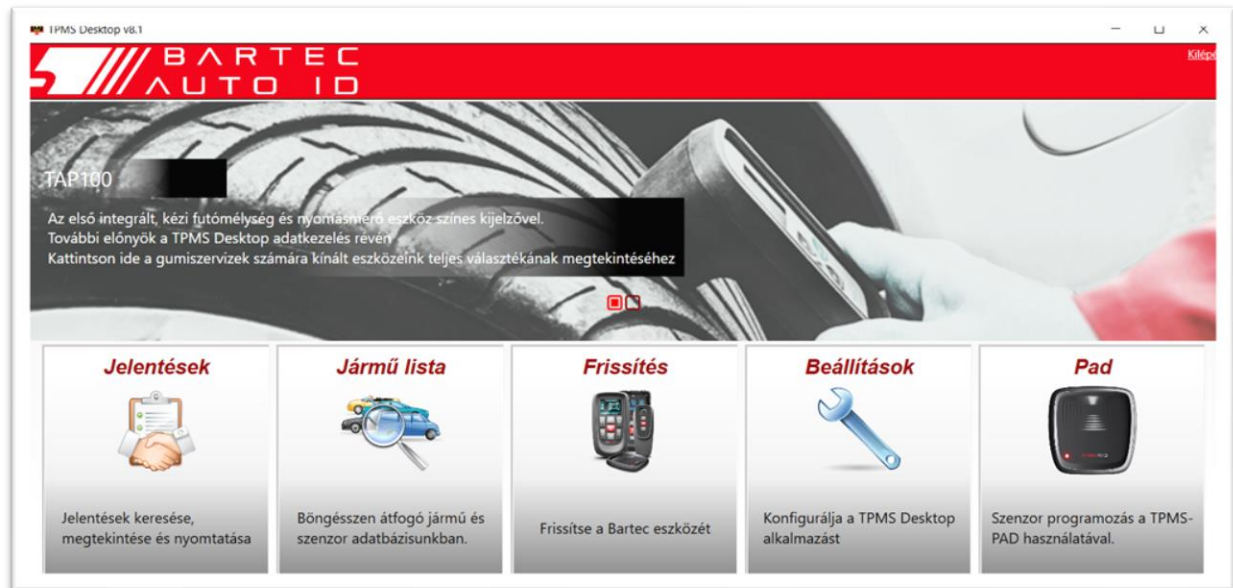 TPMS Desktop v8.1
BARTEC
AUTO ID
TAP100
Az első integrált, kézi futómélység és nyomásmérő eszköz színes kijelzővel.
További előnyök a TPMS Desktop adatkezelés révén
Kattintson ide a gumiszervizek számára kínált eszközeink teljes választékának megtekintéséhez
Jelentések
Jelentések keresése,
megtekintése és nyomtatása
Jármű lista
Böngésszen átfogó jármű és
szenzor adatbázisunkban.
Frissítés
Frissítse a Bartec eszközét
Beállítások
Konfigurálja a TPMS Desktop
alkalmazást
Pad
Szenzor programozás a TPMS-
PAD használatával.